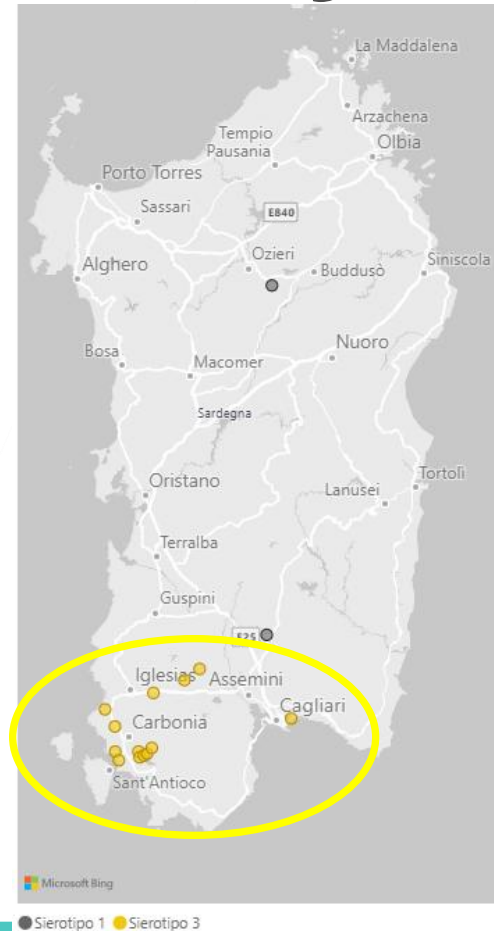 La Maddalena
Arzachena
Tempio
Pausania
Olbia
Porto Torres
Sassari
E840
Ozieri
Buddusò
Siniscola
Alghero
Nuoro
Bosa
Macomer
Sardegna
Oristano
Lanusei
Tortolì
Terralba
Guspini
E25
Iglesias
Assemini
Cagliari
Carbonia
Sant'Antioco
Microsoft Bing
Sierotipo 1 Sierotipo 3